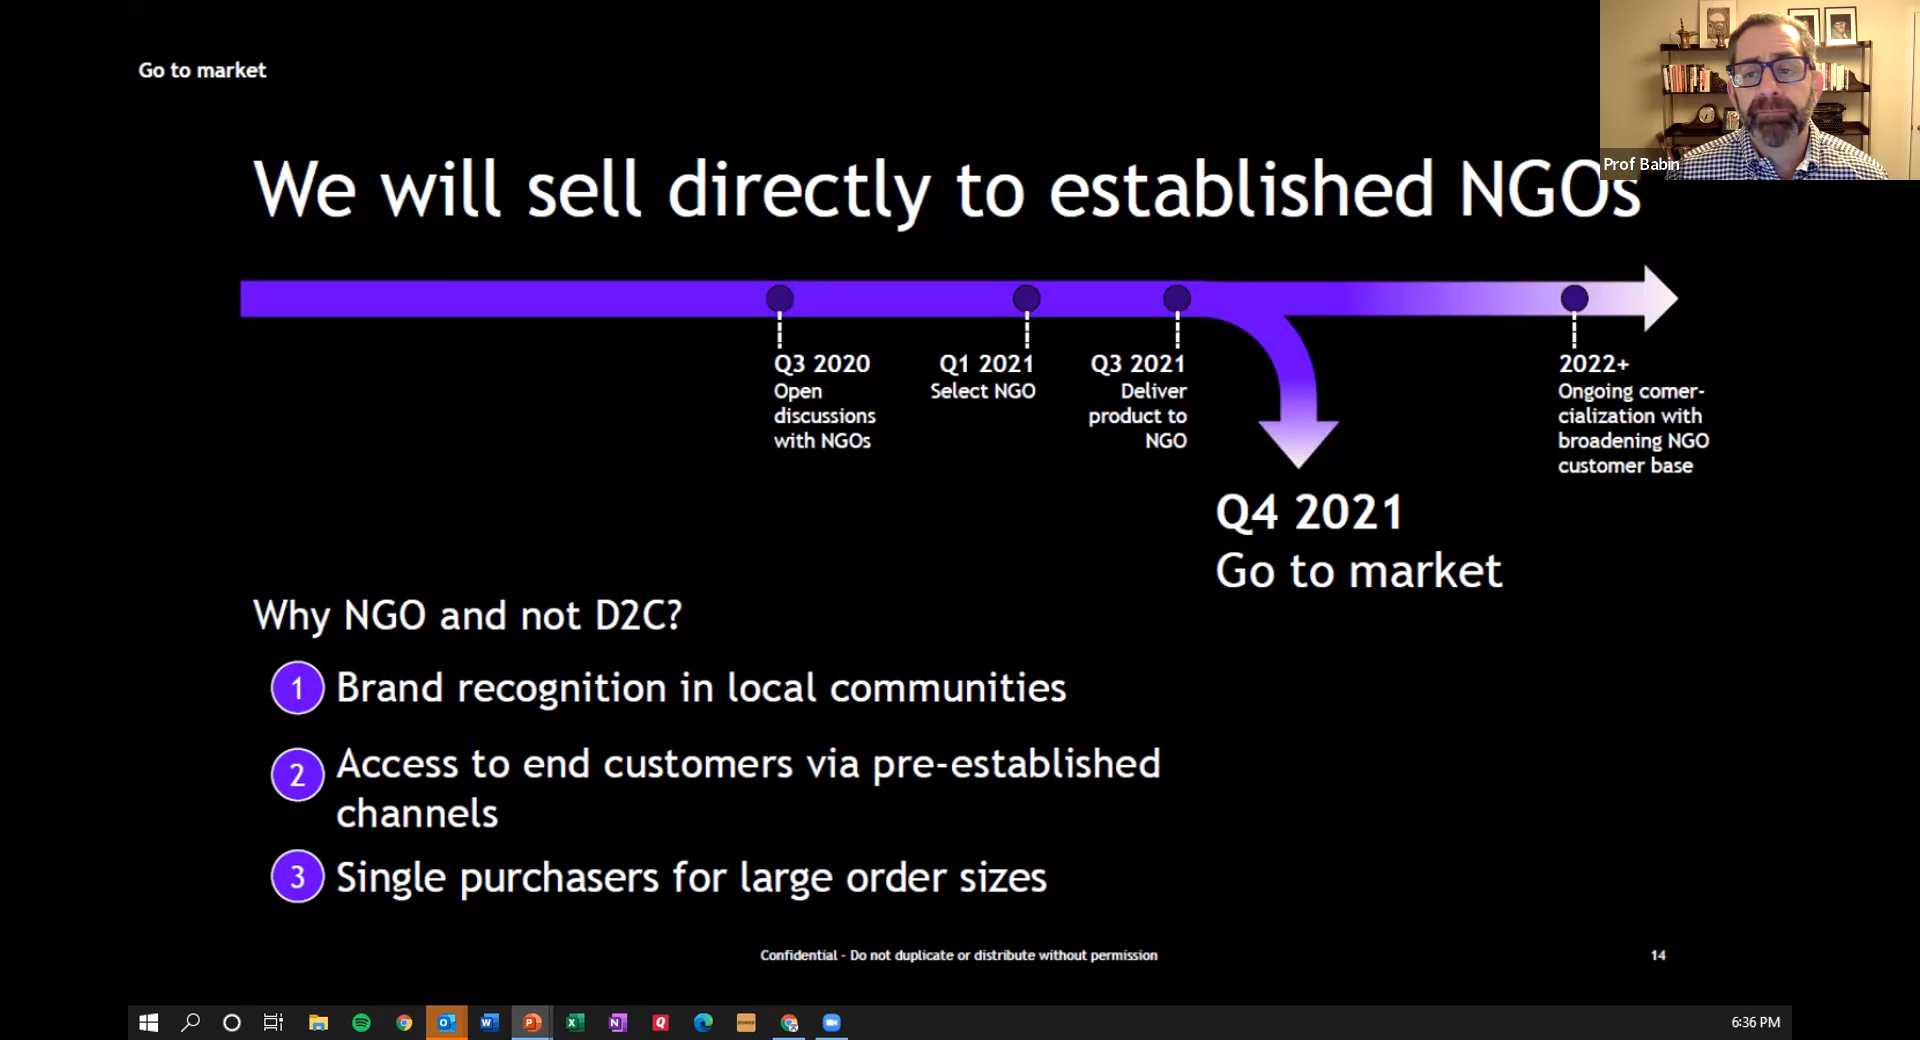 Go to market
Prof Babin
We will sell directly to established NGOs
Q3 2020
Open
discussions
with NGOs
Q1 2021
Select NGO
Q3 2021
Deliver
product to
NGO
2022+
Ongoing comer-
cialization with
broadening NGO
customer base
Q4 2021
Go to market
Why NGO and not D2C?
1 Brand recognition in local communities
2 Access to end customers via pre-established
channels
3 Single purchasers for large order sizes
Confidential - Do not duplicate or distribute without permission
14
6:36 PM